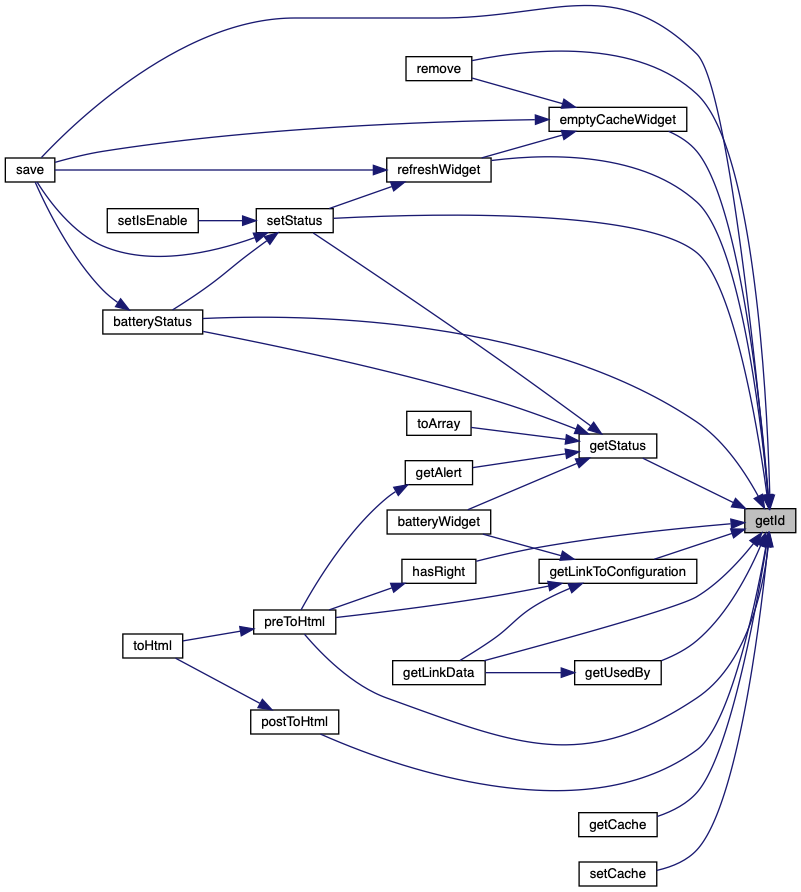 remove
emptyCacheWidget
save
refreshWidget
setIsEnable
setStatus
batteryStatus
toArray
getStatus
getAlert
batteryWidget
getId
hasRight
getLinkToConfiguration
preToHtml
toHtml
getLinkData
getUsedBy
postToHtml
getCache
setCache